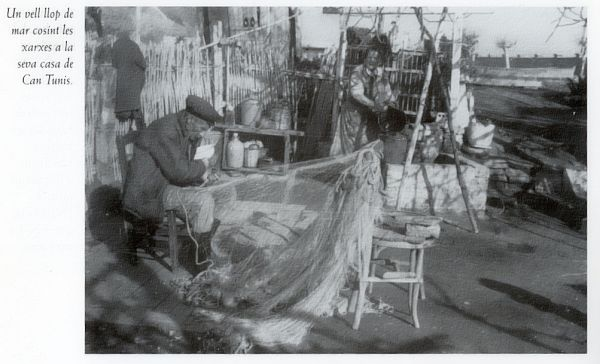 Un vell llop de
mar cosint les
xarxes a la
seva casa de
Can Tunis.